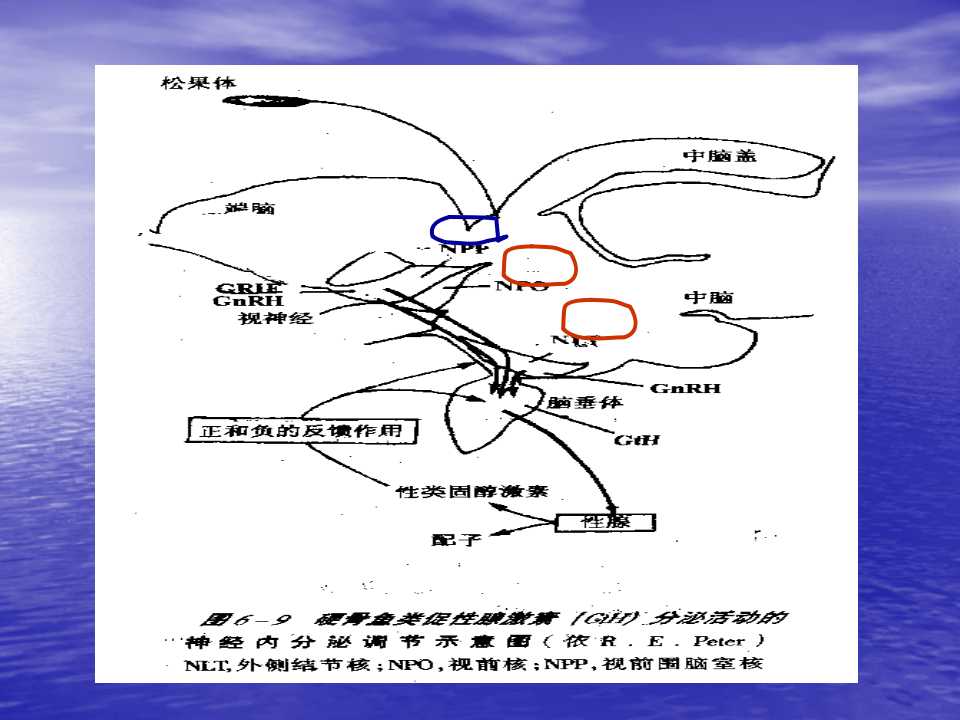 松果体
中脑盖
端脑
NPP
NPO
GRIF
GnRH
视神经
中脑
NLT
GnRH
脑垂体
正和负的反馈作用
GtH
性类固醇激素
性腺
配子
图6-9 硬骨鱼类促性腺激素(GtH)分泌活动的
神经内分泌调节示意图(依R.E.Peter)
NLT,外侧结节核;NPO,视前核;NPP,视前围脑室核